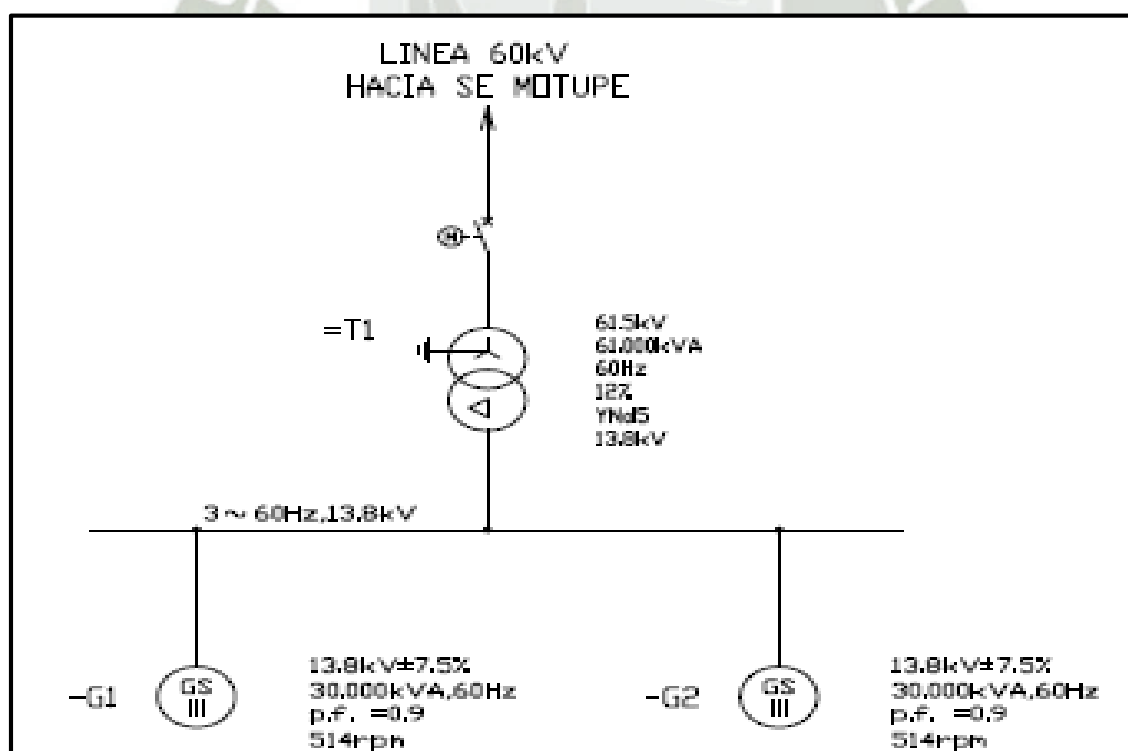 LINEA 60kV
HACIA SE MOTUPE
=T1
61.5kV
61.000kVA
60Hz
12%
YNd5
13.8kV
3~60Hz,13.8kV
-G1
GS
13.8kV±7.5%
30.000kVA,60Hz
p.f. =0.9
514rpm
-G2
GS
13.8kV±7.5%
30.000kVA,60Hz
p.f. =0.9
514rpm